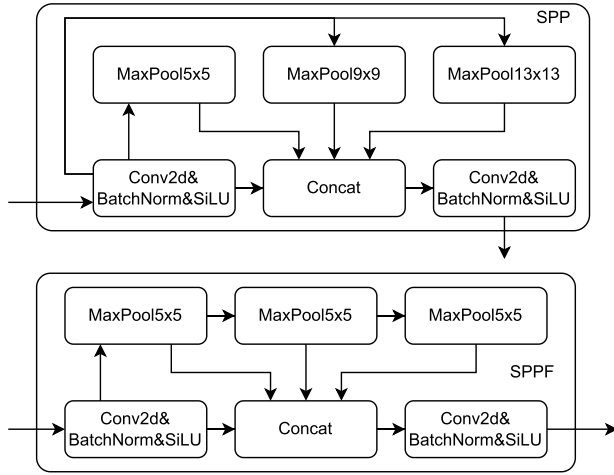 SPP
MaxPool5x5
MaxPool9x9
MaxPool13x13
Conv2d&
BatchNorm&SiLU
Concat
Conv2d&
BatchNorm&SiLU
MaxPool5x5
MaxPool5x5
MaxPool5x5
SPPF
Conv2d&
BatchNorm&SiLU
Concat
Conv2d&
BatchNorm&SiLU